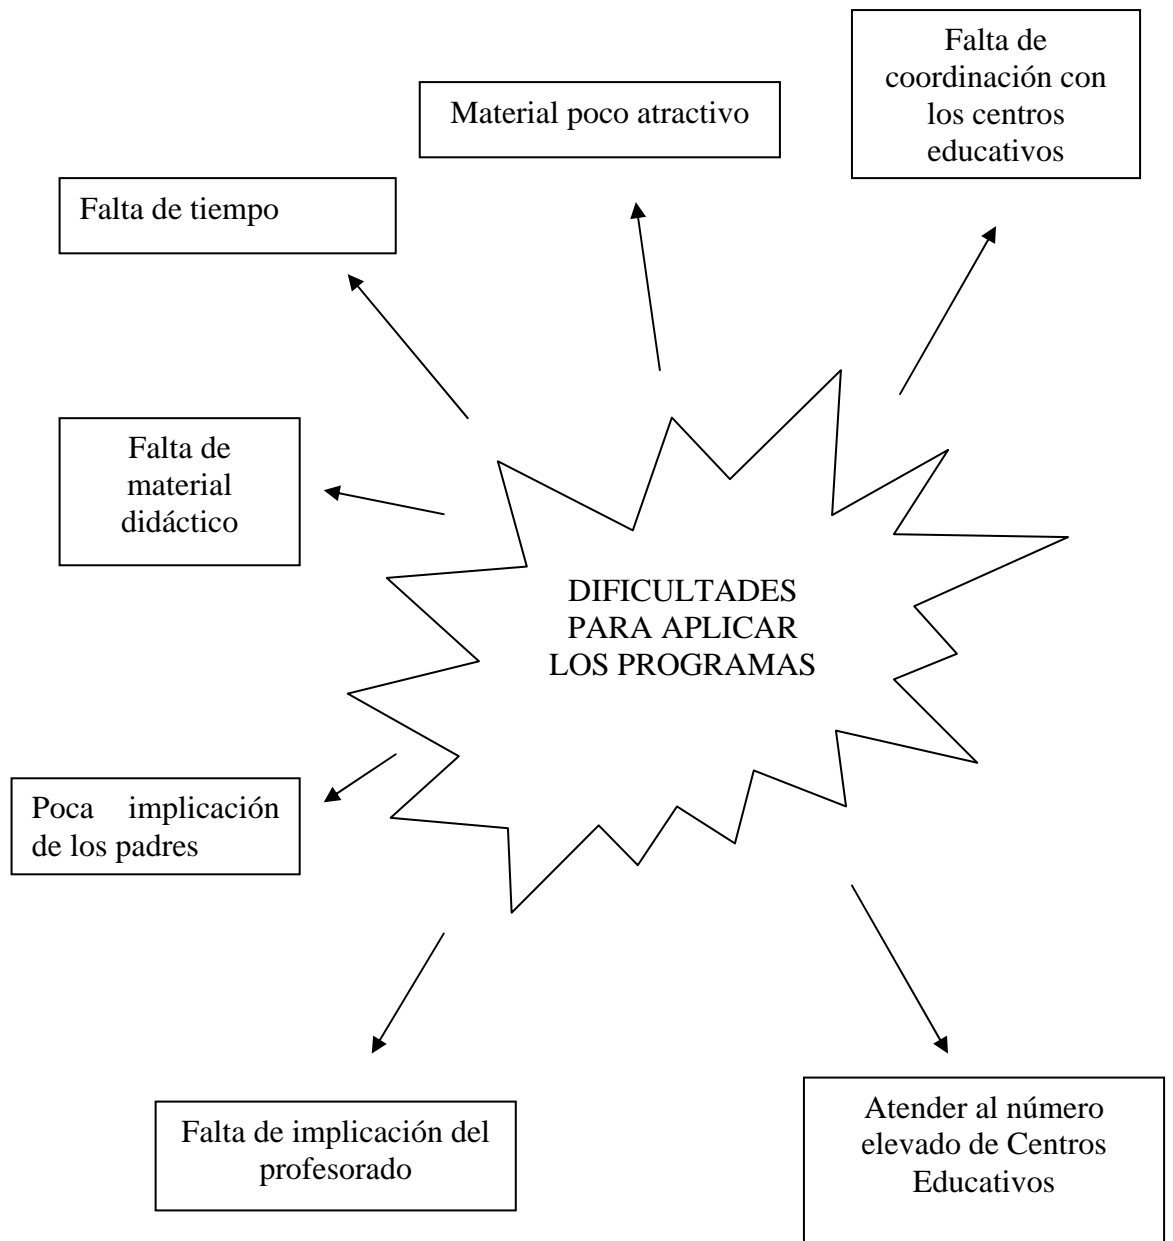 Falta de
coordinación con
los centros
educativos
Material poco atractivo
Falta de tiempo
Falta de
material
didáctico
DIFICULTADES
PARA APLICAR
LOS PROGRAMAS
Poca implicación
de los padres
Falta de implicación del
profesorado
Atender al número
elevado de Centros
Educativos